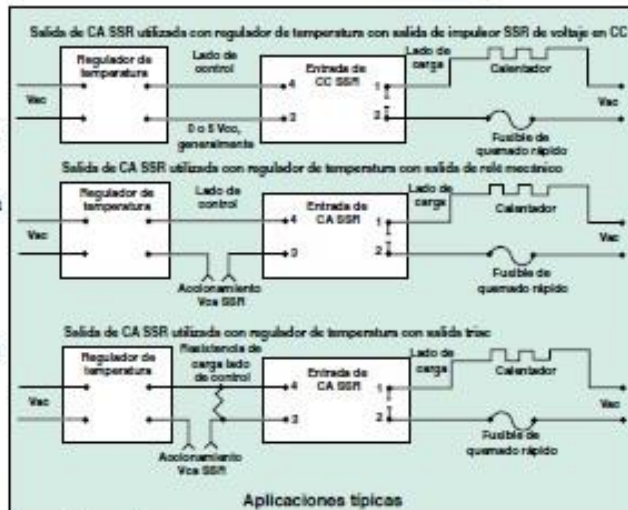 Salida de CA SSR utilizada con regulador de temperatura con salida de impulsor SSR de voltaje en CC
Regulador de
temperatura
Lado de
control
Entrada de
CC SSR
Lado de
carga
Calentador
Vac
4
3
1
2
0 o 5 Vcc,
generalmente
Fusible de
quemado rápido
Vac
Salida de CA SSR utilizada con regulador de temperatura con salida de relé mecánico
Regulador de
temperatura
Lado de
control
Entrada de
CA SSR
Lado de
carga
Calentador
Vac
4
3
1
2
Accionamiento
Vca SSR
Fusible de
quemado rápido
Vac
Salida de CA SSR utilizada con regulador de temperatura con salida triac
Regulador de
temperatura
Resistencia de
carga lado
de control
Entrada de
CA SSR
Lado de
carga
Calentador
Vac
4
3
1
2
Accionamiento
Vca SSR
Fusible de
quemado rápido
Vac
Aplicaciones típicas